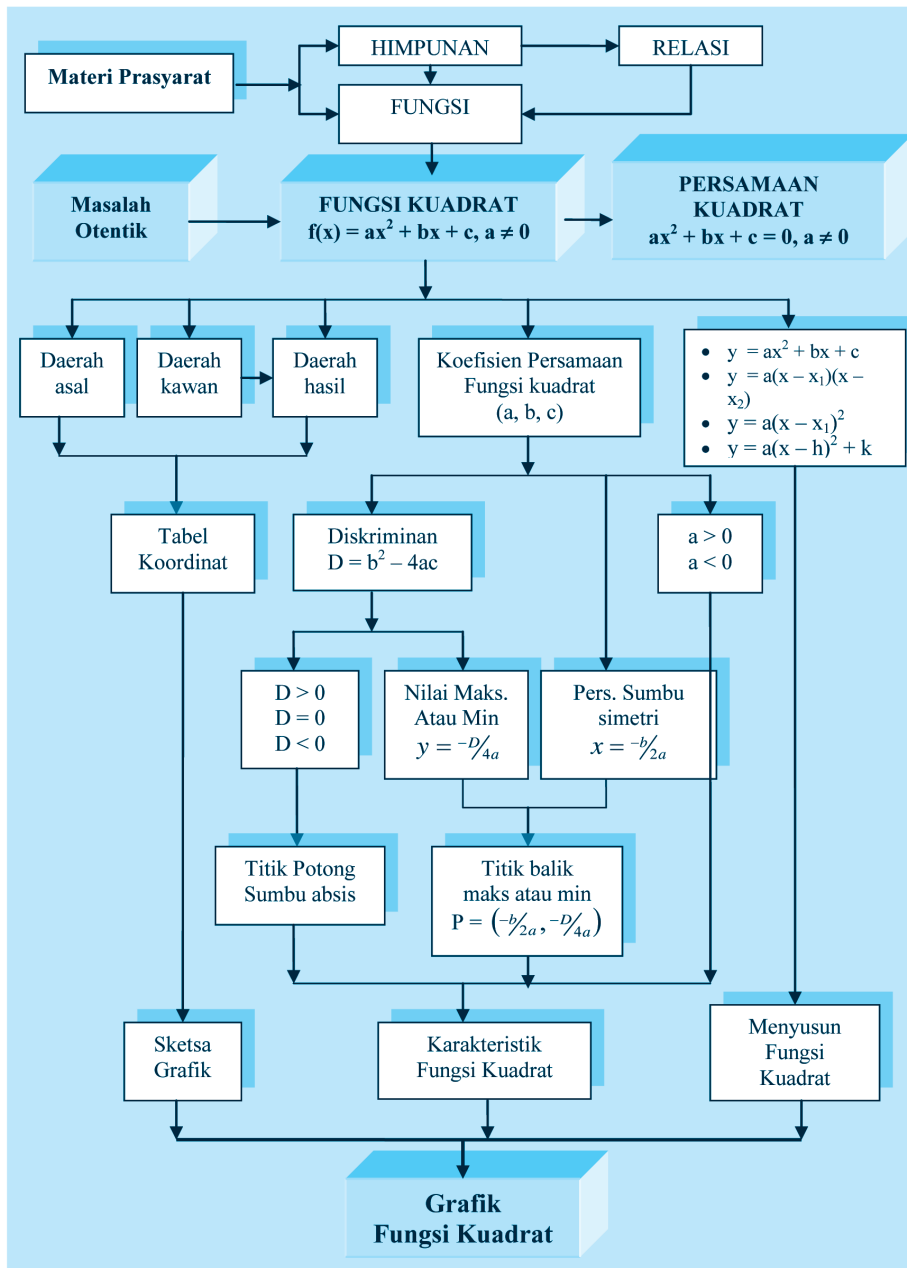 HIMPUNAN
RELASI
Materi Prasyarat
FUNGSI
Masalah
Otentik
FUNGSI KUADRAT
f(x) = ax² + bx + c, a ≠ 0
PERSAMAAN
KUADRAT
ax² + bx + c = 0, a ≠ 0
Daerah
asal
Daerah
kawan
Daerah
hasil
Koefisien Persamaan
Fungsi kuadrat
(a, b, c)
• y = ax² + bx + c
• y = a(x – x₁)(x –
x₂)
• y = a(x – x₁)²
• y = a(x – h)² + k
Tabel
Koordinat
Diskriminan
D = b² – 4ac
a > 0
a < 0
D > 0
D = 0
D < 0
Nilai Maks.
Atau Min
y = -D/4a
Pers. Sumbu
simetri
x = -b/2a
Titik Potong
Sumbu absis
Titik balik
maks atau min
P = (-b/2a, -D/4a)
Sketsa
Grafik
Karakteristik
Fungsi Kuadrat
Menyusun
Fungsi
Kuadrat
Grafik
Fungsi Kuadrat